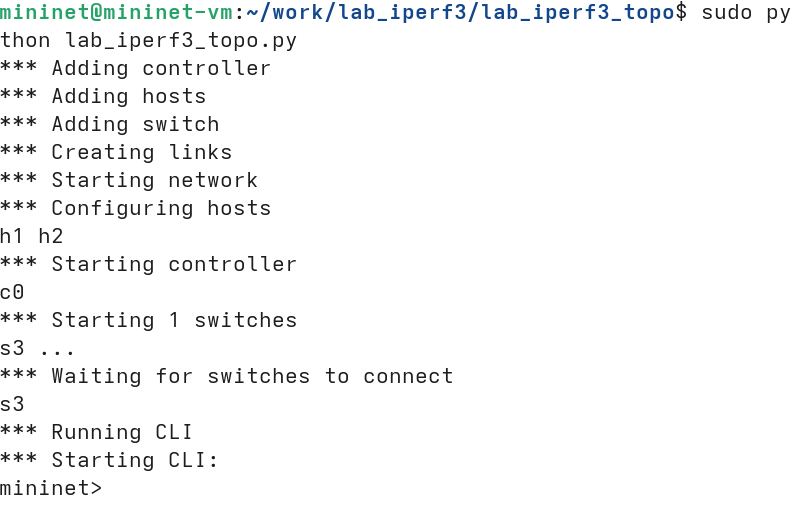 mininet@mininet-vm:~/work/lab_iperf3/lab_iperf3_topo$ sudo py
thon lab_iperf3_topo.py
*** Adding controller
*** Adding hosts
*** Adding switch
*** Creating links
*** Starting network
*** Configuring hosts
h1 h2
*** Starting controller
c0
*** Starting 1 switches
s3 ...
*** Waiting for switches to connect
s3
*** Running CLI
*** Starting CLI:
mininet>